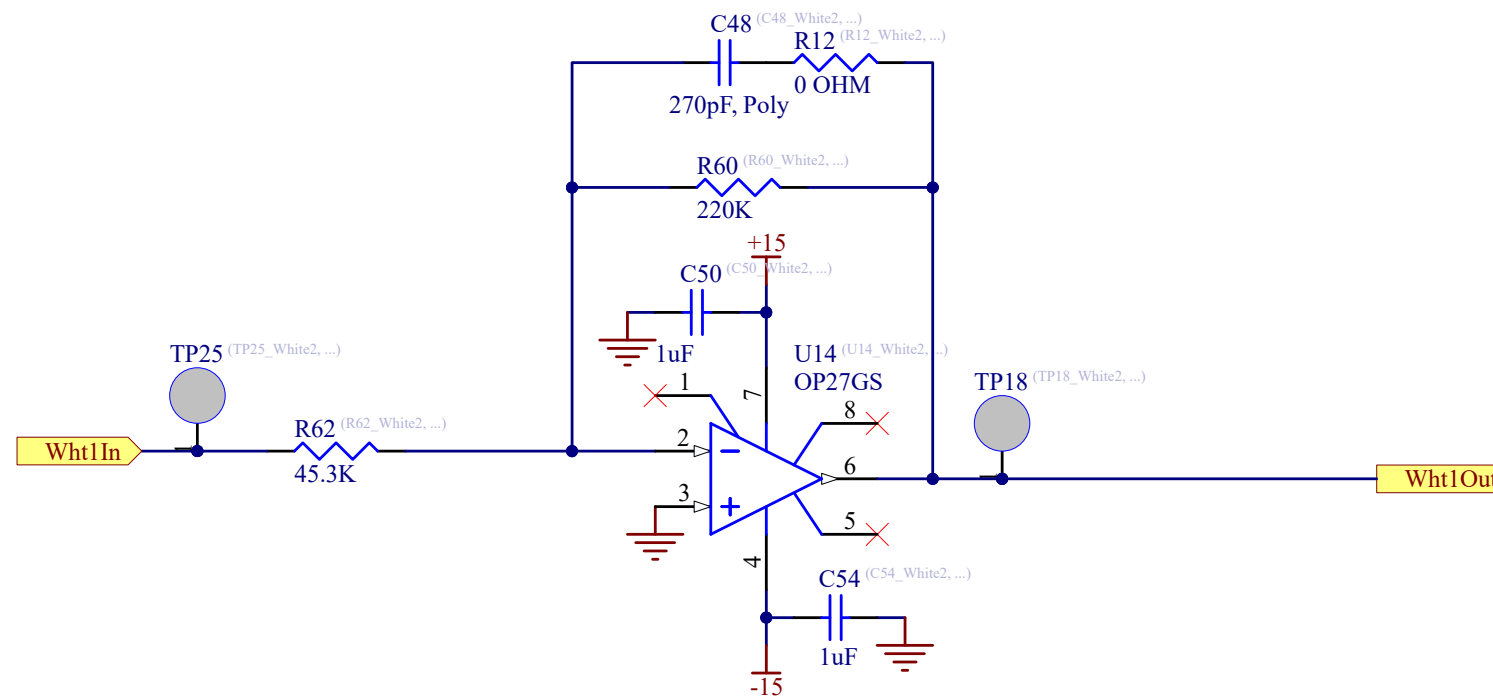 C48 (C48_White2, ...)
R12 (R12_White2, ...)
0 OHM
270pF, Poly
R60 (R60_White2, ...)
220K
+15
C50 (C50_White2, ...)
1uF
TP25 (TP25_White2, ...)
U14 (U14_White2, ...)
OP27GS
TP18 (TP18_White2, ...)
1
7
8
Wht1In
R62 (R62_White2, ...)
45.3K
2
6
Wht1Out
3
5
4
C54 (C54_White2, ...)
1uF
-15